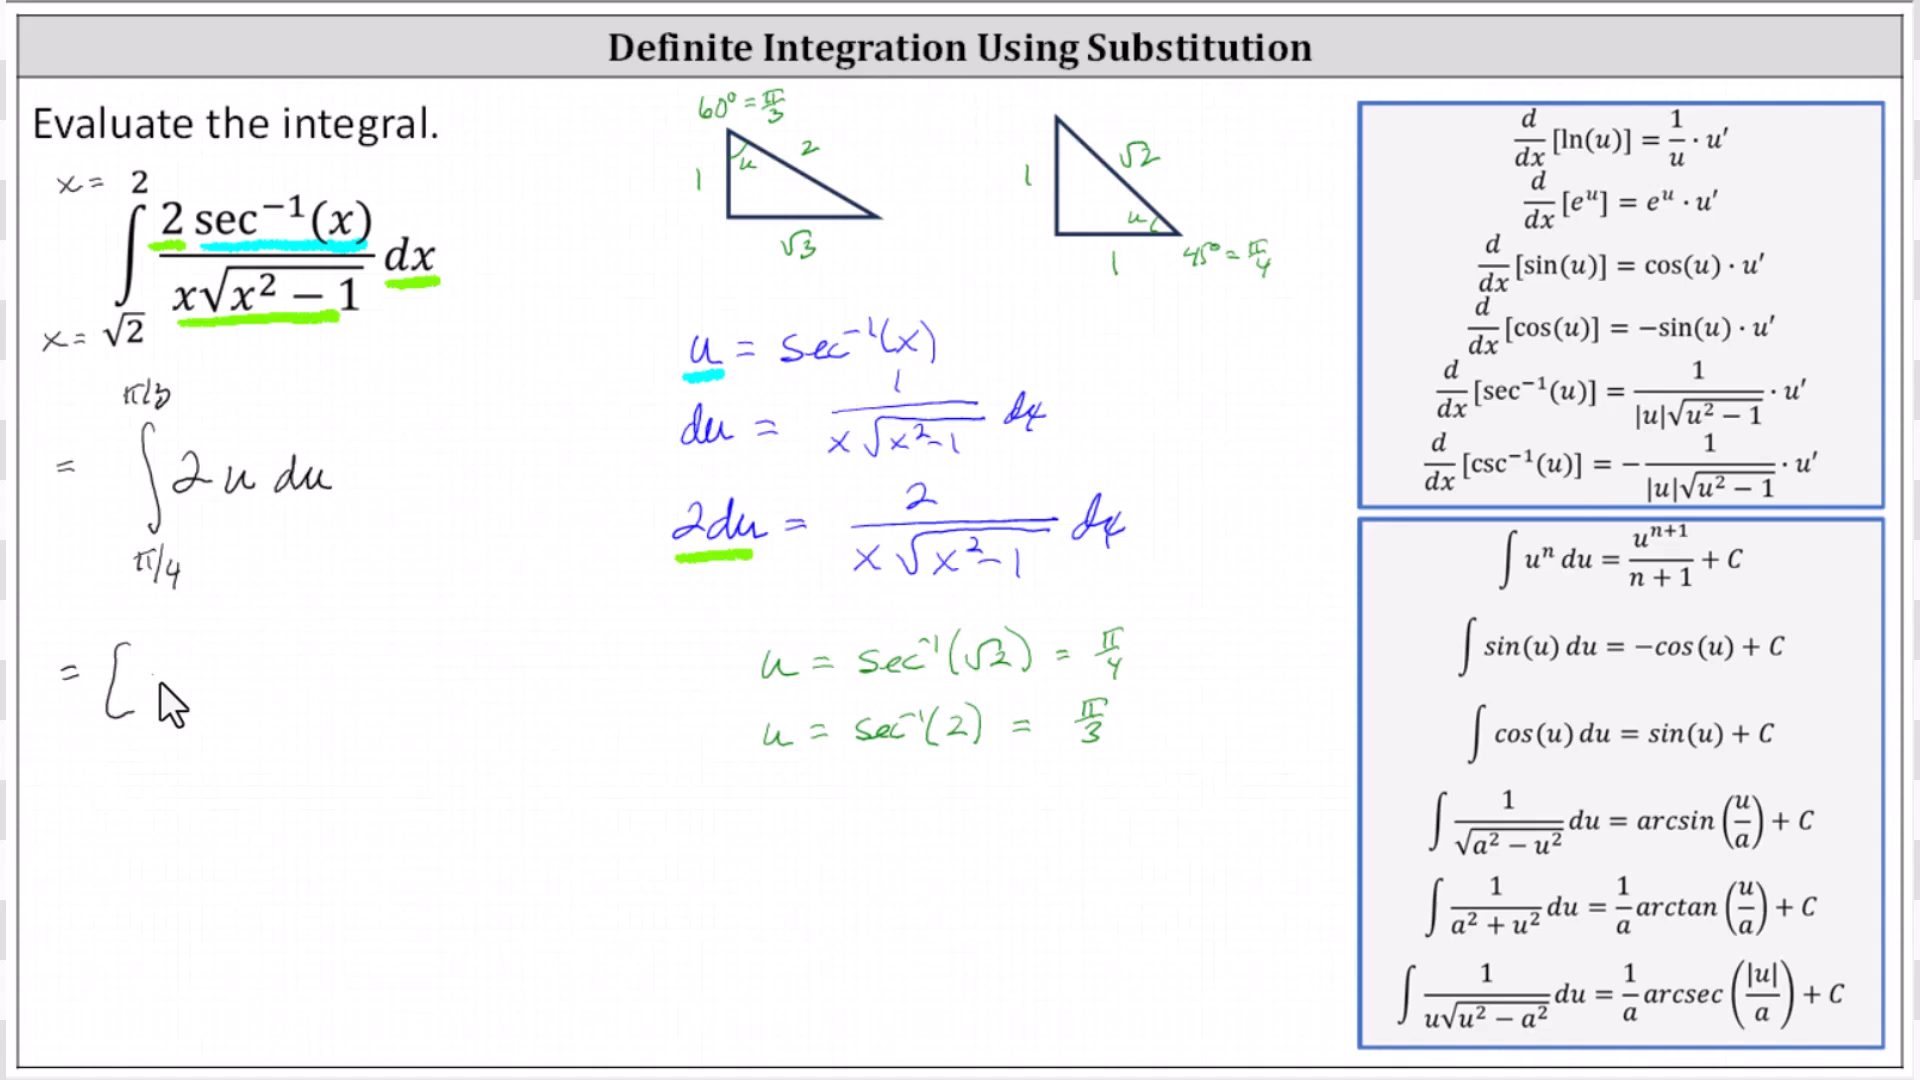 Definite Integration Using Substitution
Evaluate the integral.
x = 2
∫ 2 sec⁻¹(x) / x√(x² − 1) dx
x = √2
π/3
= ∫ 2 u du
π/4
= [
60° = π/3
1
u
2
√3
1
√2
u
1
45° = π/4
u = sec⁻¹(x)
du = 1 / x√(x²-1) dx
2du = 2 / x√(x²-1) dx
u = sec⁻¹(√2) = π/4
u = sec⁻¹(2) = π/3
d/dx [ln(u)] = 1/u · u′
d/dx [eᵘ] = eᵘ · u′
d/dx [sin(u)] = cos(u) · u′
d/dx [cos(u)] = −sin(u) · u′
d/dx [sec⁻¹(u)] = 1 / |u|√(u² − 1) · u′
d/dx [csc⁻¹(u)] = − 1 / |u|√(u² − 1) · u′
∫ uⁿ du = uⁿ⁺¹ / n + 1 + C
∫ sin(u) du = −cos(u) + C
∫ cos(u) du = sin(u) + C
∫ 1 / √(a² − u²) du = arcsin (u/a) + C
∫ 1 / a² + u² du = 1/a arctan (u/a) + C
∫ 1 / u√(u² − a²) du = 1/a arcsec (|u|/a) + C